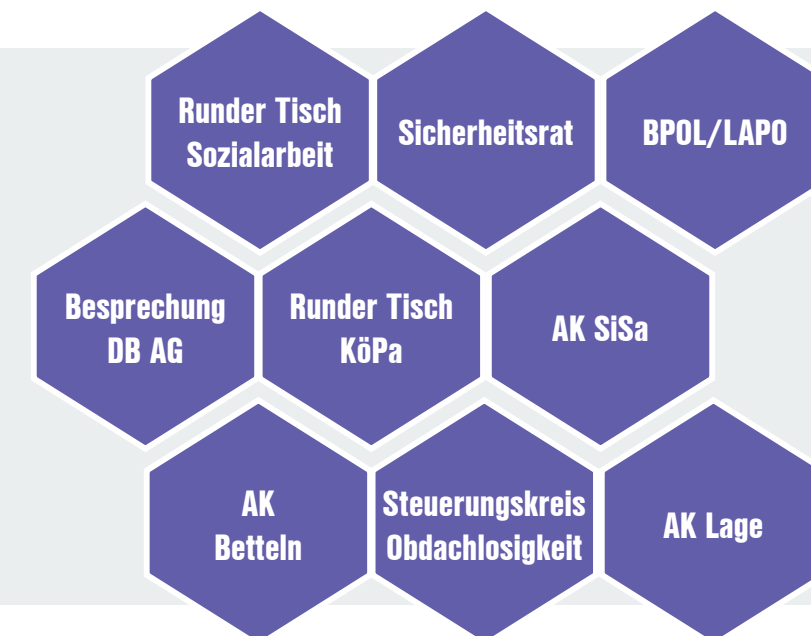 Runder Tisch
Sozialarbeit
Sicherheitsrat
BPOL/LAPO
Besprechung
DB AG
Runder Tisch
KöPa
AK SiSa
AK
Betteln
Steuerungskreis
Obdachlosigkeit
AK Lage